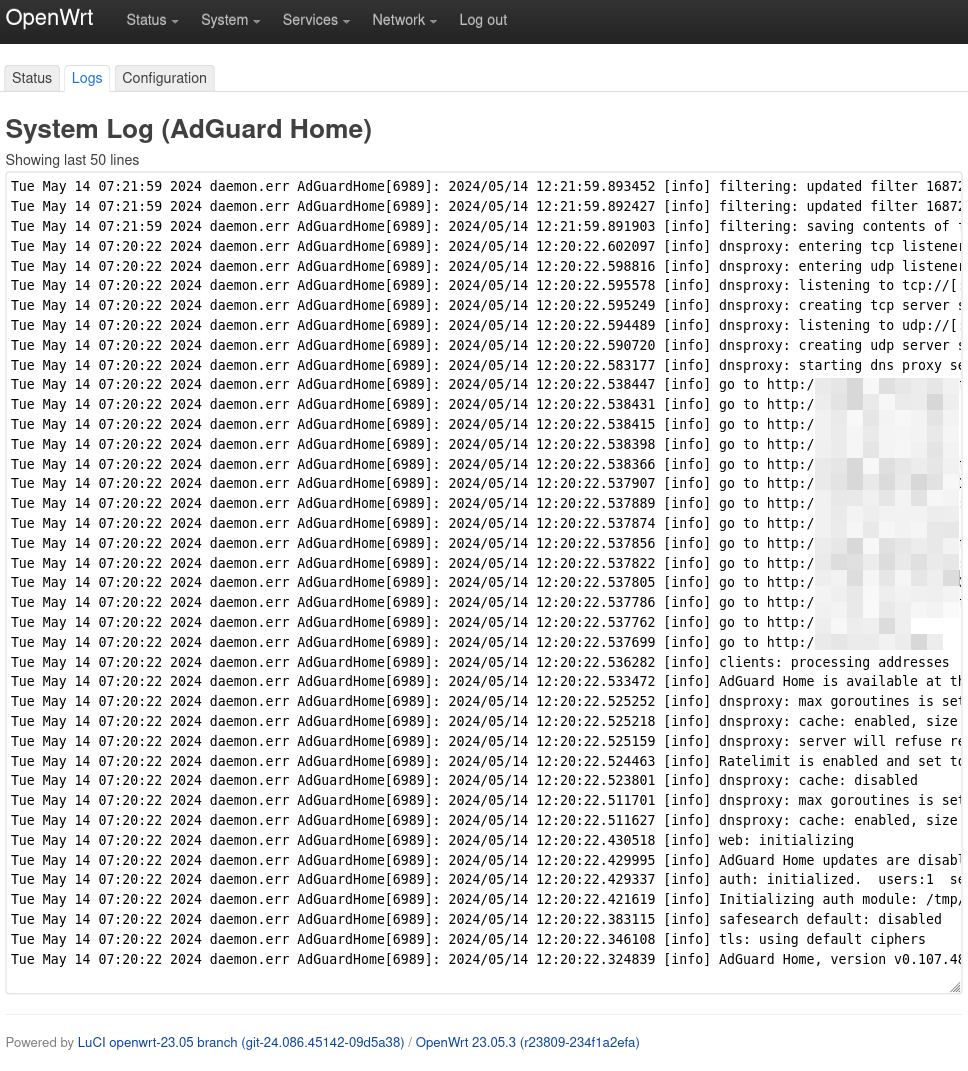 OpenWrt Status System Services Network Log out
Status Logs Configuration
System Log (AdGuard Home)
Showing last 50 lines
Tue May 14 07:21:59 2024 daemon.err AdGuardHome[6989]: 2024/05/14 12:21:59.893452 [info] filtering: updated filter 16872
Tue May 14 07:21:59 2024 daemon.err AdGuardHome[6989]: 2024/05/14 12:21:59.892427 [info] filtering: updated filter 16872
Tue May 14 07:21:59 2024 daemon.err AdGuardHome[6989]: 2024/05/14 12:21:59.891903 [info] filtering: saving contents of
Tue May 14 07:20:22 2024 daemon.err AdGuardHome[6989]: 2024/05/14 12:20:22.602097 [info] dnsproxy: entering tcp listener
Tue May 14 07:20:22 2024 daemon.err AdGuardHome[6989]: 2024/05/14 12:20:22.598816 [info] dnsproxy: entering udp listener
Tue May 14 07:20:22 2024 daemon.err AdGuardHome[6989]: 2024/05/14 12:20:22.595578 [info] dnsproxy: listening to tcp://[
Tue May 14 07:20:22 2024 daemon.err AdGuardHome[6989]: 2024/05/14 12:20:22.595249 [info] dnsproxy: creating tcp server s
Tue May 14 07:20:22 2024 daemon.err AdGuardHome[6989]: 2024/05/14 12:20:22.594489 [info] dnsproxy: listening to udp://[
Tue May 14 07:20:22 2024 daemon.err AdGuardHome[6989]: 2024/05/14 12:20:22.590720 [info] dnsproxy: creating udp server s
Tue May 14 07:20:22 2024 daemon.err AdGuardHome[6989]: 2024/05/14 12:20:22.583177 [info] dnsproxy: starting dns proxy se
Tue May 14 07:20:22 2024 daemon.err AdGuardHome[6989]: 2024/05/14 12:20:22.538447 [info] go to http:/
Tue May 14 07:20:22 2024 daemon.err AdGuardHome[6989]: 2024/05/14 12:20:22.538431 [info] go to http:/
Tue May 14 07:20:22 2024 daemon.err AdGuardHome[6989]: 2024/05/14 12:20:22.538415 [info] go to http:/
Tue May 14 07:20:22 2024 daemon.err AdGuardHome[6989]: 2024/05/14 12:20:22.538398 [info] go to http:/
Tue May 14 07:20:22 2024 daemon.err AdGuardHome[6989]: 2024/05/14 12:20:22.538366 [info] go to http:/
Tue May 14 07:20:22 2024 daemon.err AdGuardHome[6989]: 2024/05/14 12:20:22.537907 [info] go to http:/
Tue May 14 07:20:22 2024 daemon.err AdGuardHome[6989]: 2024/05/14 12:20:22.537889 [info] go to http:/
Tue May 14 07:20:22 2024 daemon.err AdGuardHome[6989]: 2024/05/14 12:20:22.537874 [info] go to http:/
Tue May 14 07:20:22 2024 daemon.err AdGuardHome[6989]: 2024/05/14 12:20:22.537856 [info] go to http:/
Tue May 14 07:20:22 2024 daemon.err AdGuardHome[6989]: 2024/05/14 12:20:22.537822 [info] go to http:/
Tue May 14 07:20:22 2024 daemon.err AdGuardHome[6989]: 2024/05/14 12:20:22.537805 [info] go to http:/
Tue May 14 07:20:22 2024 daemon.err AdGuardHome[6989]: 2024/05/14 12:20:22.537786 [info] go to http:/
Tue May 14 07:20:22 2024 daemon.err AdGuardHome[6989]: 2024/05/14 12:20:22.537762 [info] go to http:/
Tue May 14 07:20:22 2024 daemon.err AdGuardHome[6989]: 2024/05/14 12:20:22.537699 [info] go to http:/
Tue May 14 07:20:22 2024 daemon.err AdGuardHome[6989]: 2024/05/14 12:20:22.536282 [info] clients: processing addresses
Tue May 14 07:20:22 2024 daemon.err AdGuardHome[6989]: 2024/05/14 12:20:22.533472 [info] AdGuard Home is available at th
Tue May 14 07:20:22 2024 daemon.err AdGuardHome[6989]: 2024/05/14 12:20:22.525252 [info] dnsproxy: max goroutines is set
Tue May 14 07:20:22 2024 daemon.err AdGuardHome[6989]: 2024/05/14 12:20:22.525218 [info] dnsproxy: cache: enabled, size
Tue May 14 07:20:22 2024 daemon.err AdGuardHome[6989]: 2024/05/14 12:20:22.525159 [info] dnsproxy: server will refuse re
Tue May 14 07:20:22 2024 daemon.err AdGuardHome[6989]: 2024/05/14 12:20:22.524463 [info] Ratelimit is enabled and set to
Tue May 14 07:20:22 2024 daemon.err AdGuardHome[6989]: 2024/05/14 12:20:22.523801 [info] dnsproxy: cache: disabled
Tue May 14 07:20:22 2024 daemon.err AdGuardHome[6989]: 2024/05/14 12:20:22.511701 [info] dnsproxy: max goroutines is set
Tue May 14 07:20:22 2024 daemon.err AdGuardHome[6989]: 2024/05/14 12:20:22.511627 [info] dnsproxy: cache: enabled, size
Tue May 14 07:20:22 2024 daemon.err AdGuardHome[6989]: 2024/05/14 12:20:22.430518 [info] web: initializing
Tue May 14 07:20:22 2024 daemon.err AdGuardHome[6989]: 2024/05/14 12:20:22.429995 [info] AdGuard Home updates are disabl
Tue May 14 07:20:22 2024 daemon.err AdGuardHome[6989]: 2024/05/14 12:20:22.429337 [info] auth: initialized.  users:1  se
Tue May 14 07:20:22 2024 daemon.err AdGuardHome[6989]: 2024/05/14 12:20:22.421619 [info] Initializing auth module: /tmp/
Tue May 14 07:20:22 2024 daemon.err AdGuardHome[6989]: 2024/05/14 12:20:22.383115 [info] safesearch default: disabled
Tue May 14 07:20:22 2024 daemon.err AdGuardHome[6989]: 2024/05/14 12:20:22.346108 [info] tls: using default ciphers
Tue May 14 07:20:22 2024 daemon.err AdGuardHome[6989]: 2024/05/14 12:20:22.324839 [info] AdGuard Home, version v0.107.48
Powered by LuCI openwrt-23.05 branch (git-24.086.45142-09d5a38) / OpenWrt 23.05.3 (r23809-234f1a2efa)